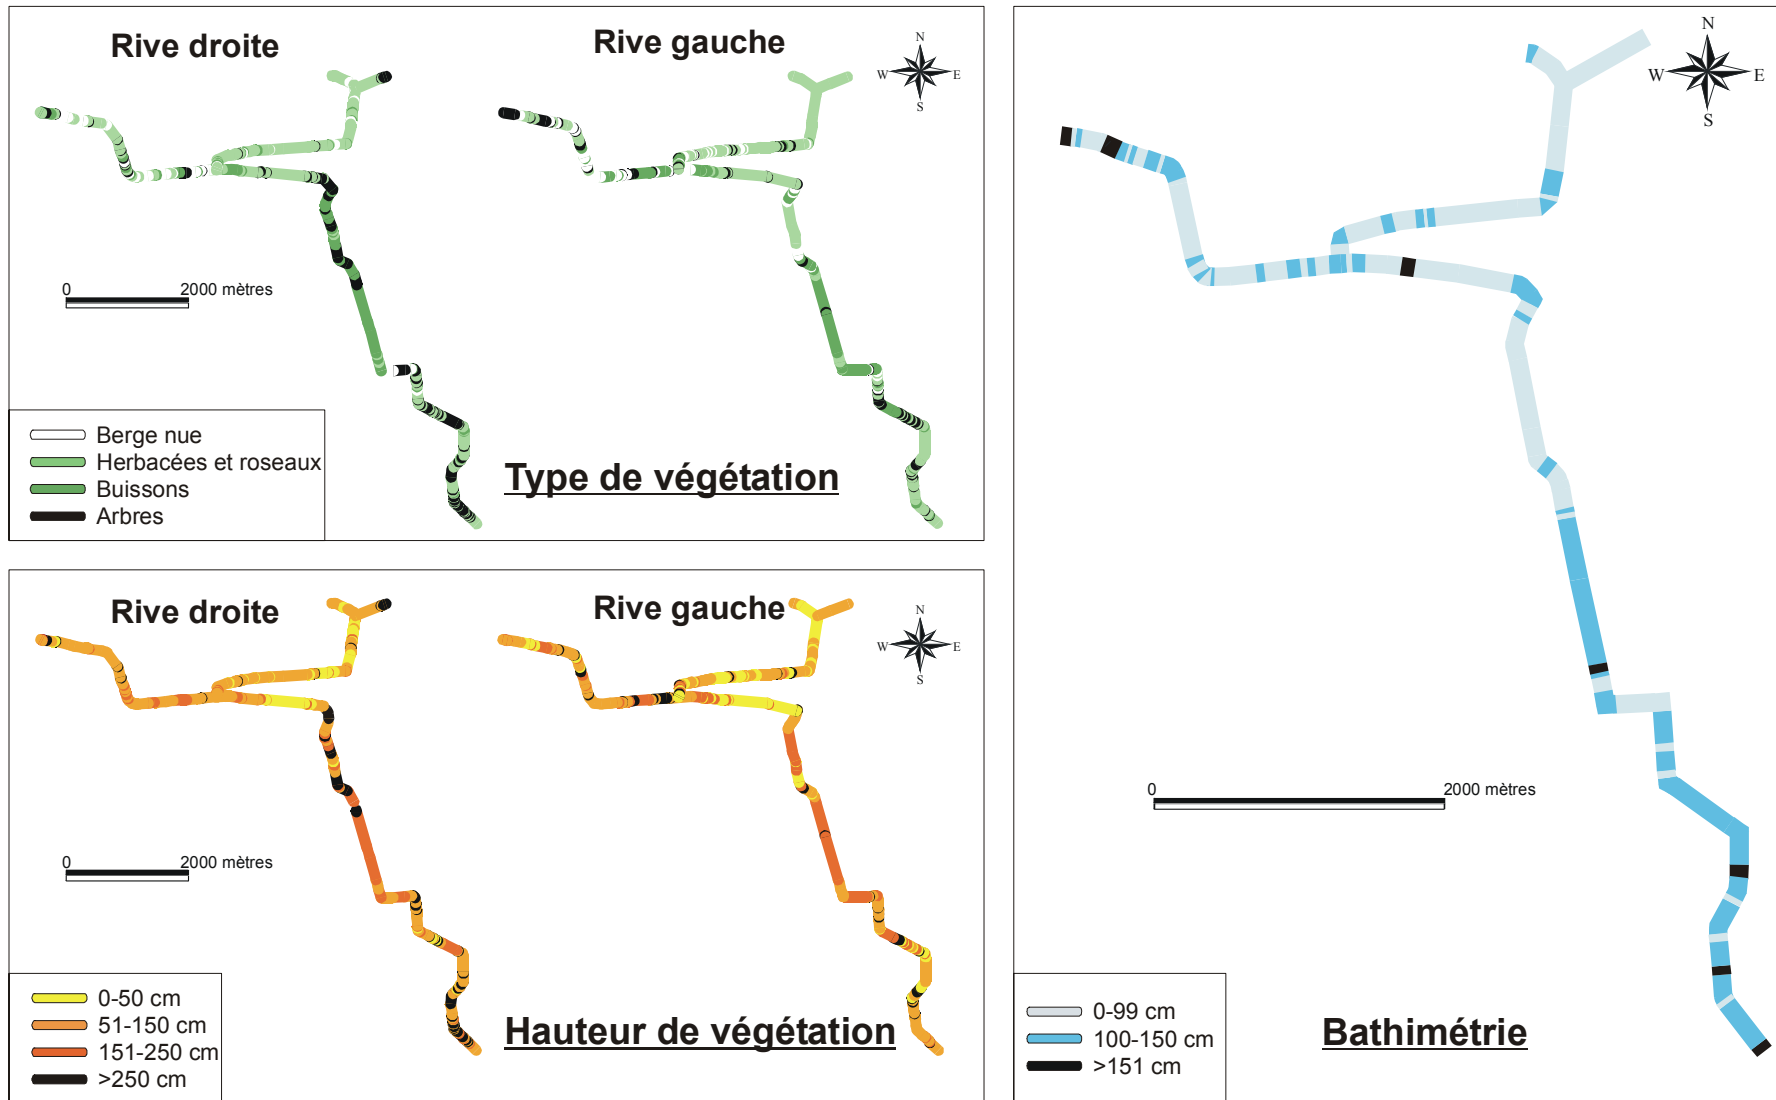 Rive droite
Rive gauche
N
W E
S
0 2000 mètres
Berge nue
Herbacées et roseaux
Buissons
Arbres
Type de végétation
Rive droite
Rive gauche
N
W E
S
0 2000 mètres
0-50 cm
51-150 cm
151-250 cm
>250 cm
Hauteur de végétation
N
W E
S
0 2000 mètres
0-99 cm
100-150 cm
>151 cm
Bathimétrie